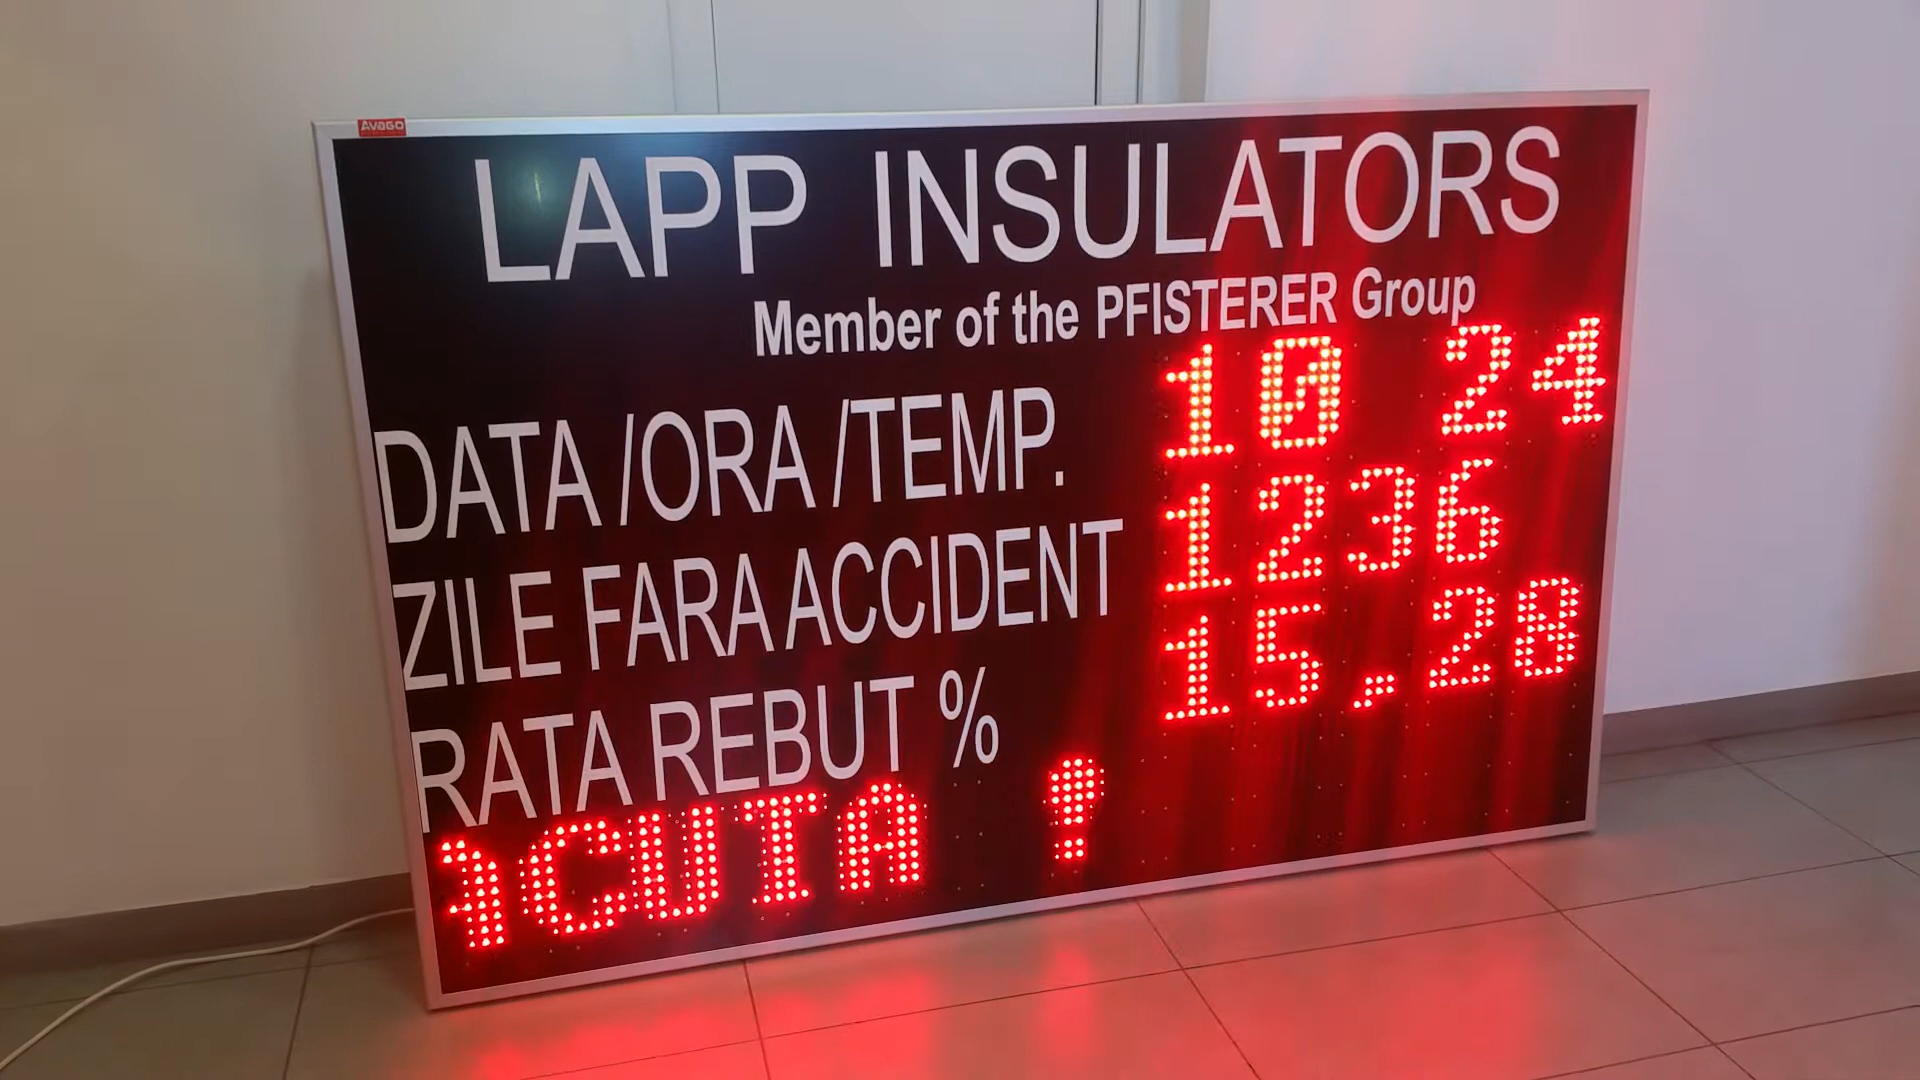 AVAGO
LAPP INSULATORS
Member of the PFISTERER Group
DATA /ORA /TEMP. 10 24
ZILE FARA ACCIDENT 1236
RATA REBUT % 15,28
ACUTA !